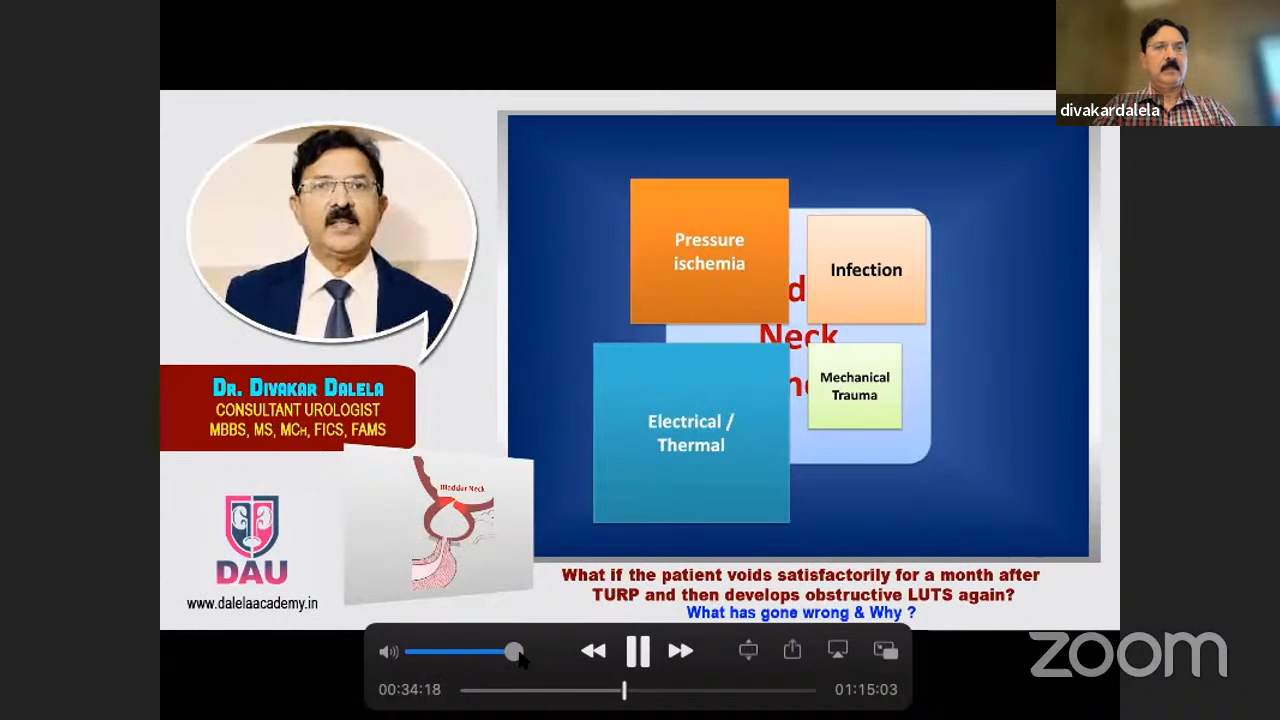 divakardalela
Pressure
ischemia
Infection
Neck
Mechanical
Trauma
Electrical /
Thermal
DR. DIVAKAR DALELA
CONSULTANT UROLOGIST
MBBS, MS, MCH, FICS, FAMS
Bladdar Neck
DAU
www.dalelaacademy.in
What if the patient voids satisfactorily for a month after
TURP and then develops obstructive LUTS again?
What has gone wrong & Why ?
00:34:18
01:15:03
zoom